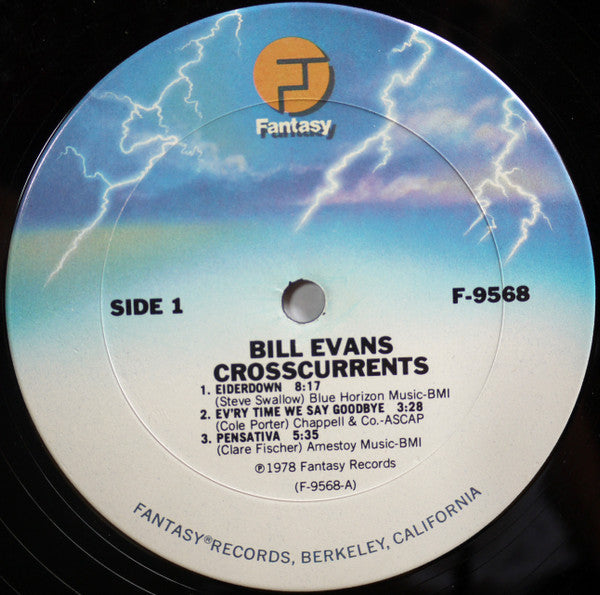 Fantasy
SIDE 1
F-9568
BILL EVANS
CROSSCURRENTS
1. EIDERDOWN 8:17
(Steve Swallow) Blue Horizon Music-BMI
2. EV'RY TIME WE SAY GOODBYE 3:28
(Cole Porter) Chappell & Co.-ASCAP
3. PENSATIVA 5:35
(Clare Fischer) Amestoy Music-BMI
℗1978 Fantasy Records
(F-9568-A)
FANTASY®RECORDS, BERKELEY, CALIFORNIA